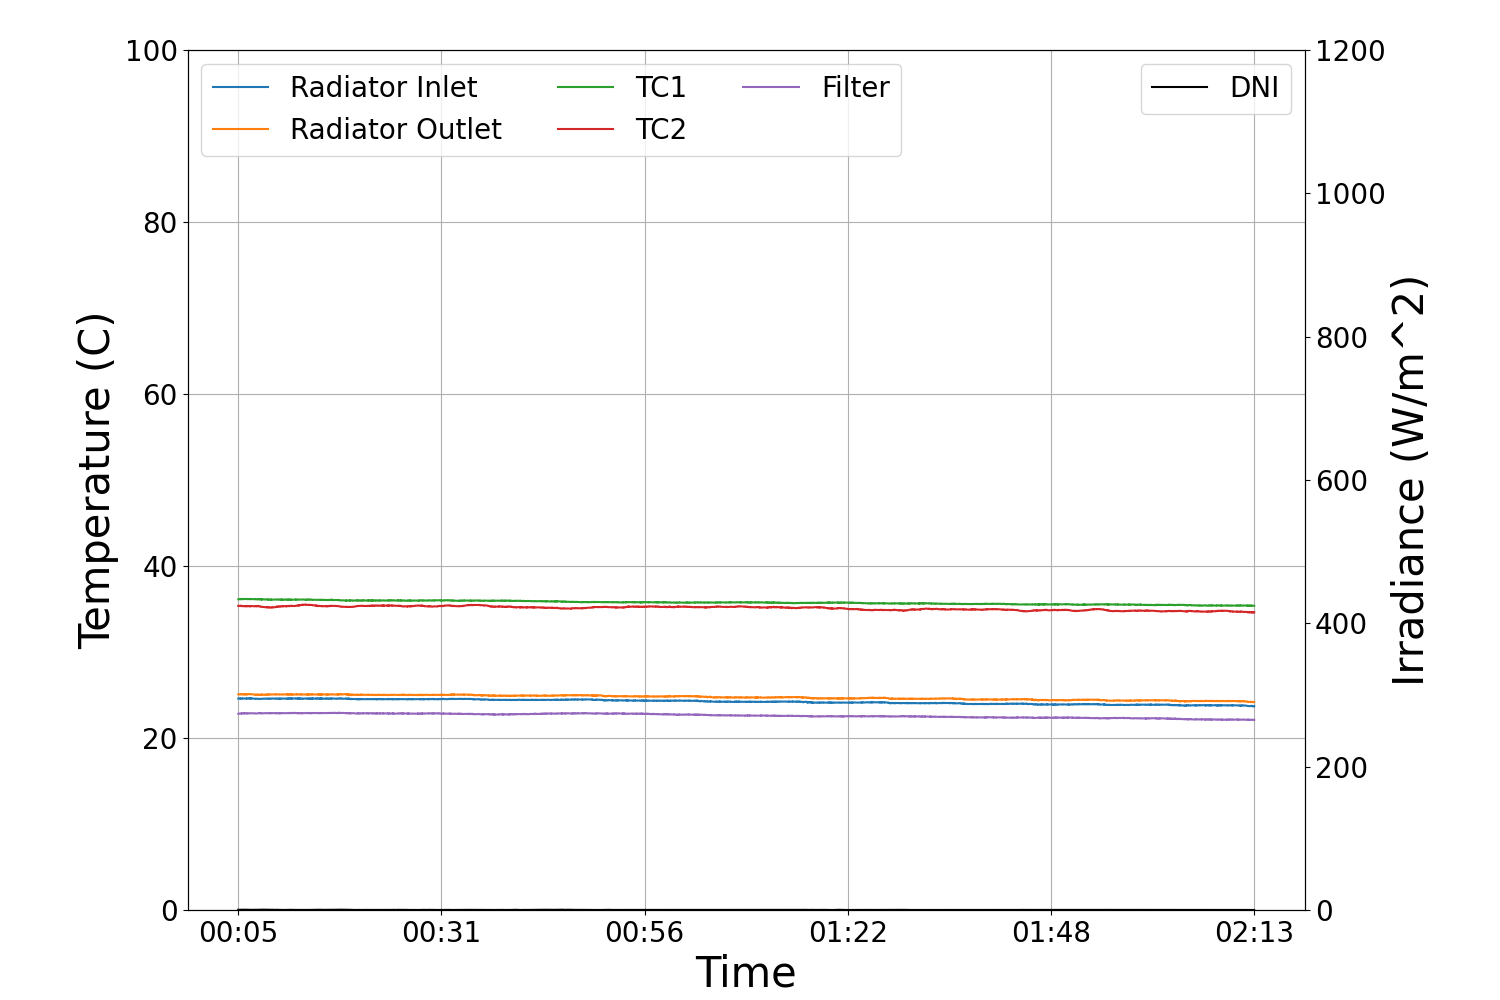 100
80
60
40
20
0
Temperature (C)
Radiator Inlet
Radiator Outlet
TC1
TC2
Filter
DNI
1200
1000
800
600
400
200
0
Irradiance (W/m^2)
00:05 00:31 00:56 01:22 01:48 02:13
Time